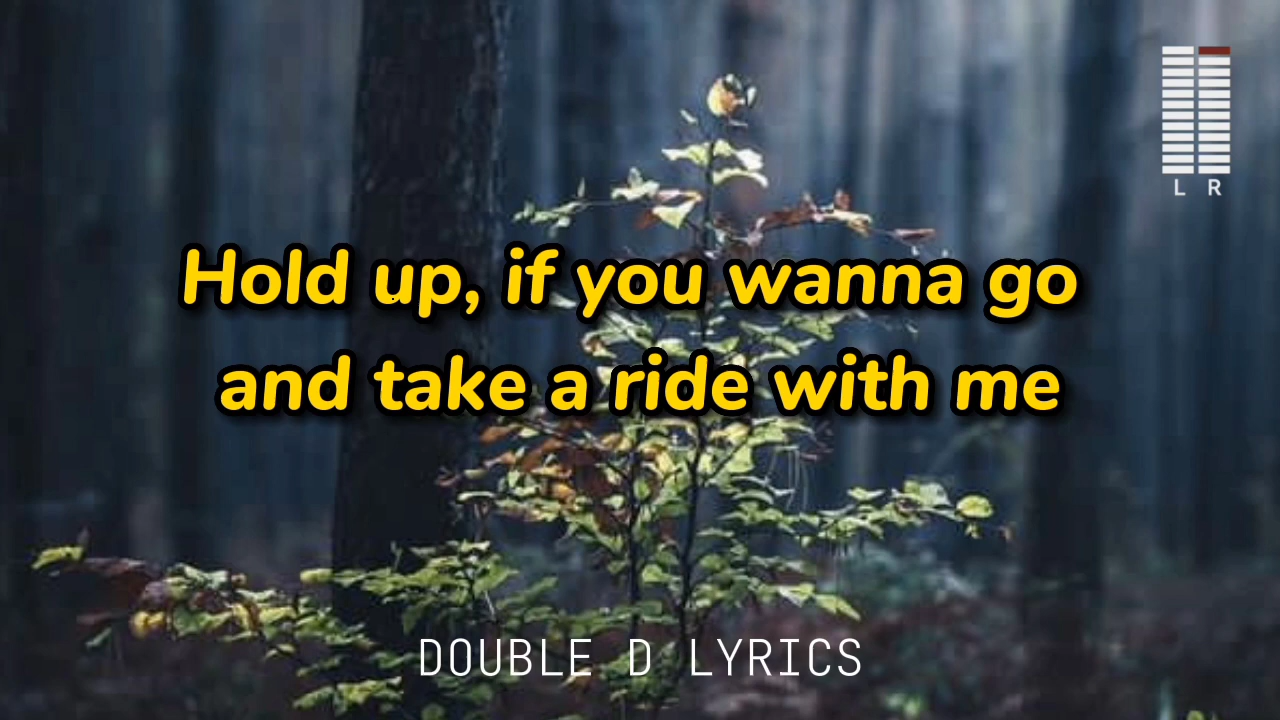 L R
Hold up, if you wanna go
and take a ride with me
DOUBLE D LYRICS